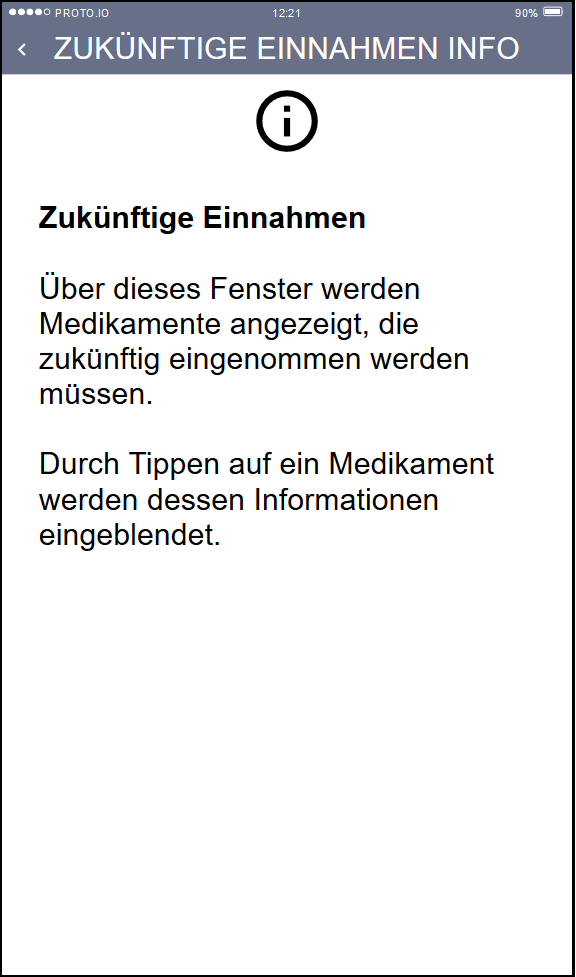 PROTO.IO 12:21 90%
ZUKÜNFTIGE EINNAHMEN INFO
Zukünftige Einnahmen
Über dieses Fenster werden
Medikamente angezeigt, die
zukünftig eingenommen werden
müssen.
Durch Tippen auf ein Medikament
werden dessen Informationen
eingeblendet.